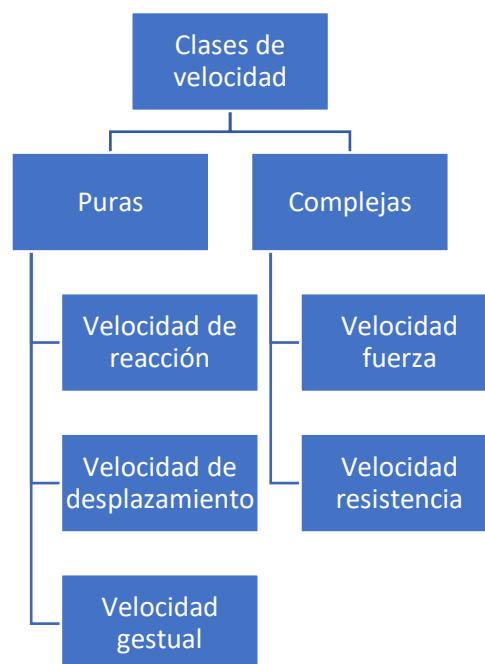 Clases de
velocidad
Puras
Complejas
Velocidad de
reacción
Velocidad
fuerza
Velocidad de
desplazamiento
Velocidad
resistencia
Velocidad
gestual